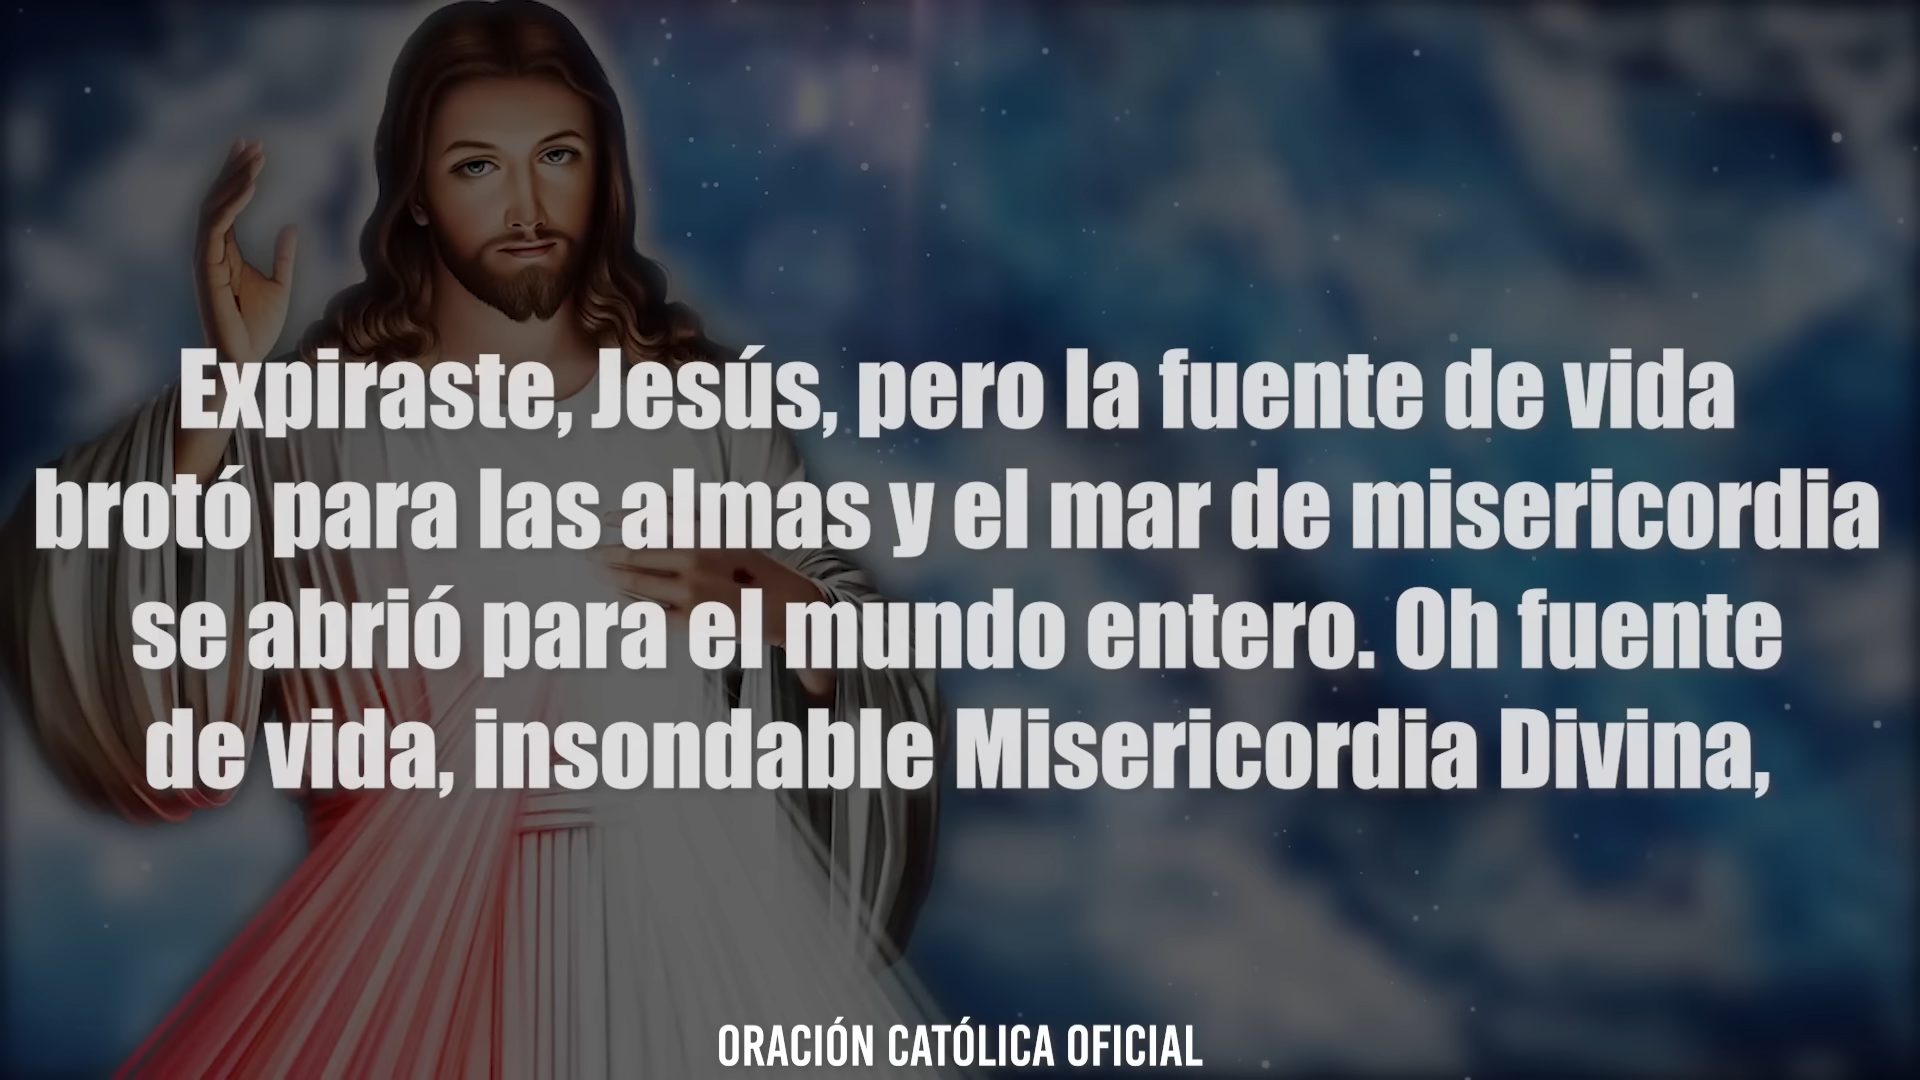 Expiraste, Jesús, pero la fuente de vida
brotó para las almas y el mar de misericordia
se abrió para el mundo entero. Oh fuente
de vida, insondable Misericordia Divina,
ORACIÓN CATÓLICA OFICIAL